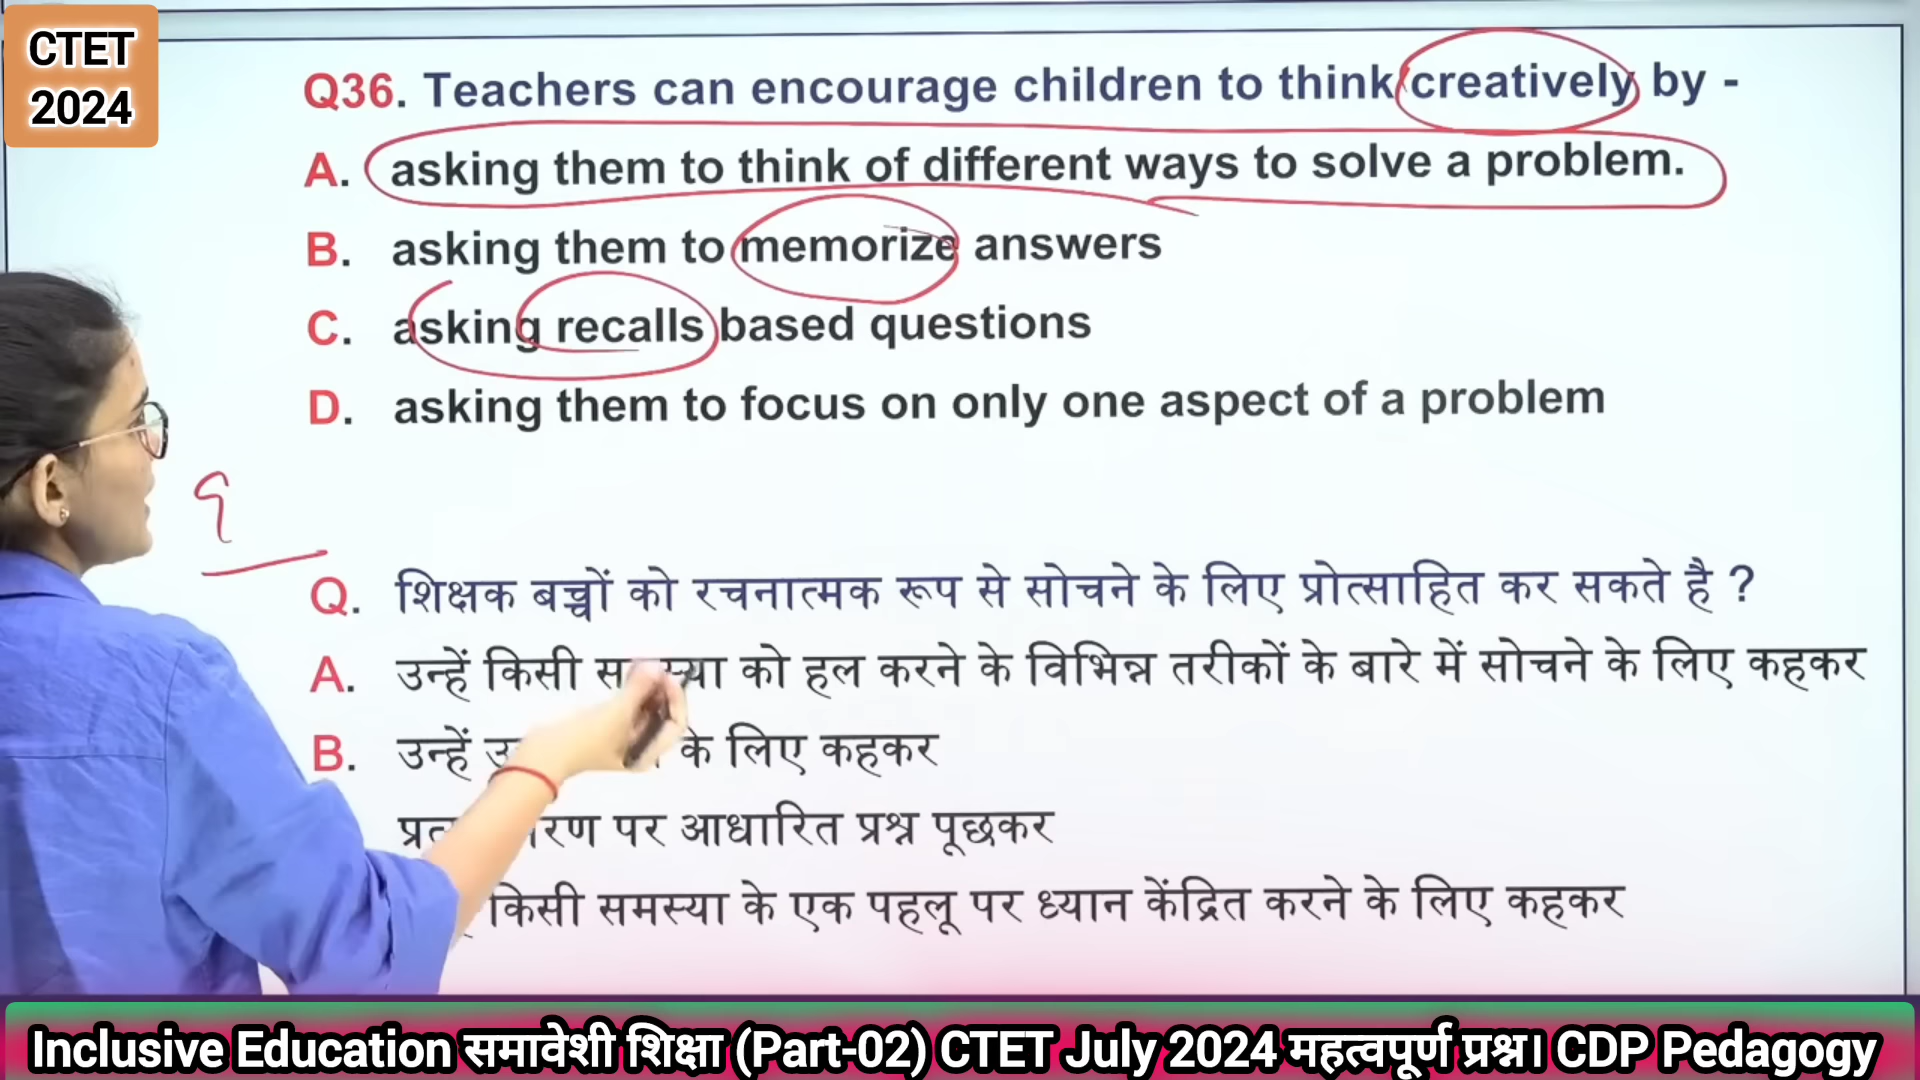 CTET
2024
Q36. Teachers can encourage children to think creatively by -
A. asking them to think of different ways to solve a problem.
B. asking them to memorize answers
C. asking recalls based questions
D. asking them to focus on only one aspect of a problem
Q. शिक्षक बच्चों को रचनात्मक रूप से सोचने के लिए प्रोत्साहित कर सकते है ?
A. उन्हें किसी को हल करने के विभिन्न तरीकों के बारे में सोचने के लिए कहकर
B. उन्हें के लिए कहकर
पर आधारित प्रश्न पूछकर
किसी समस्या के एक पहलू पर ध्यान केंद्रित करने के लिए कहकर
Inclusive Education समावेशी शिक्षा (Part-02) CTET July 2024 महत्वपूर्ण प्रश्न। CDP Pedagogy